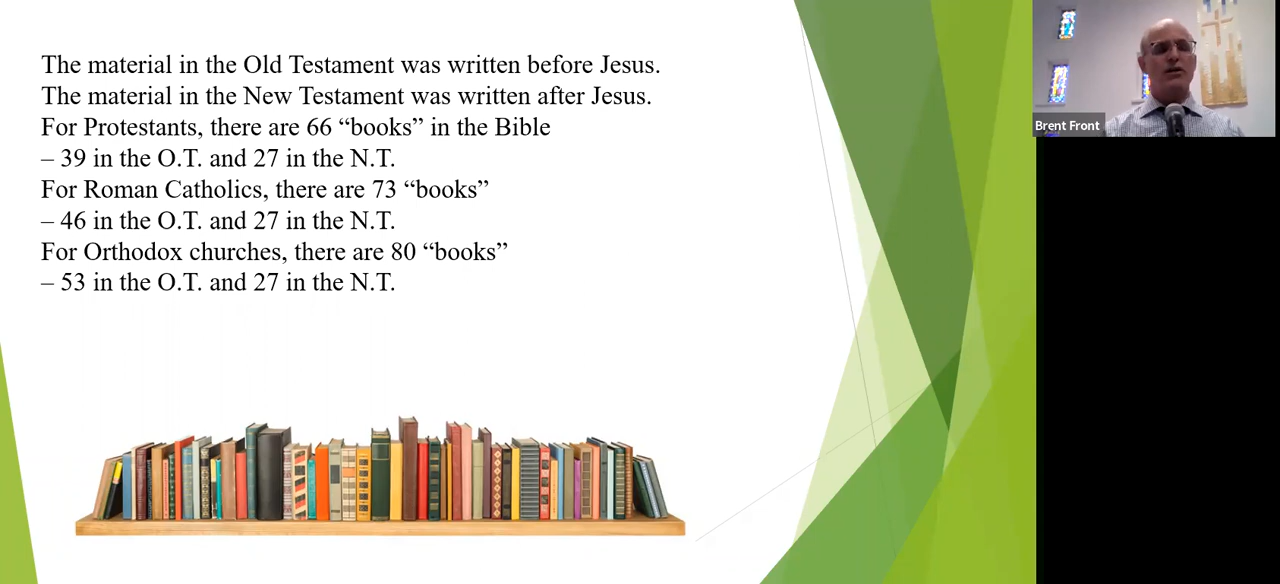 The material in the Old Testament was written before Jesus.
The material in the New Testament was written after Jesus.
For Protestants, there are 66 “books” in the Bible
– 39 in the O.T. and 27 in the N.T.
For Roman Catholics, there are 73 “books”
– 46 in the O.T. and 27 in the N.T.
For Orthodox churches, there are 80 “books”
– 53 in the O.T. and 27 in the N.T.
Brent Front